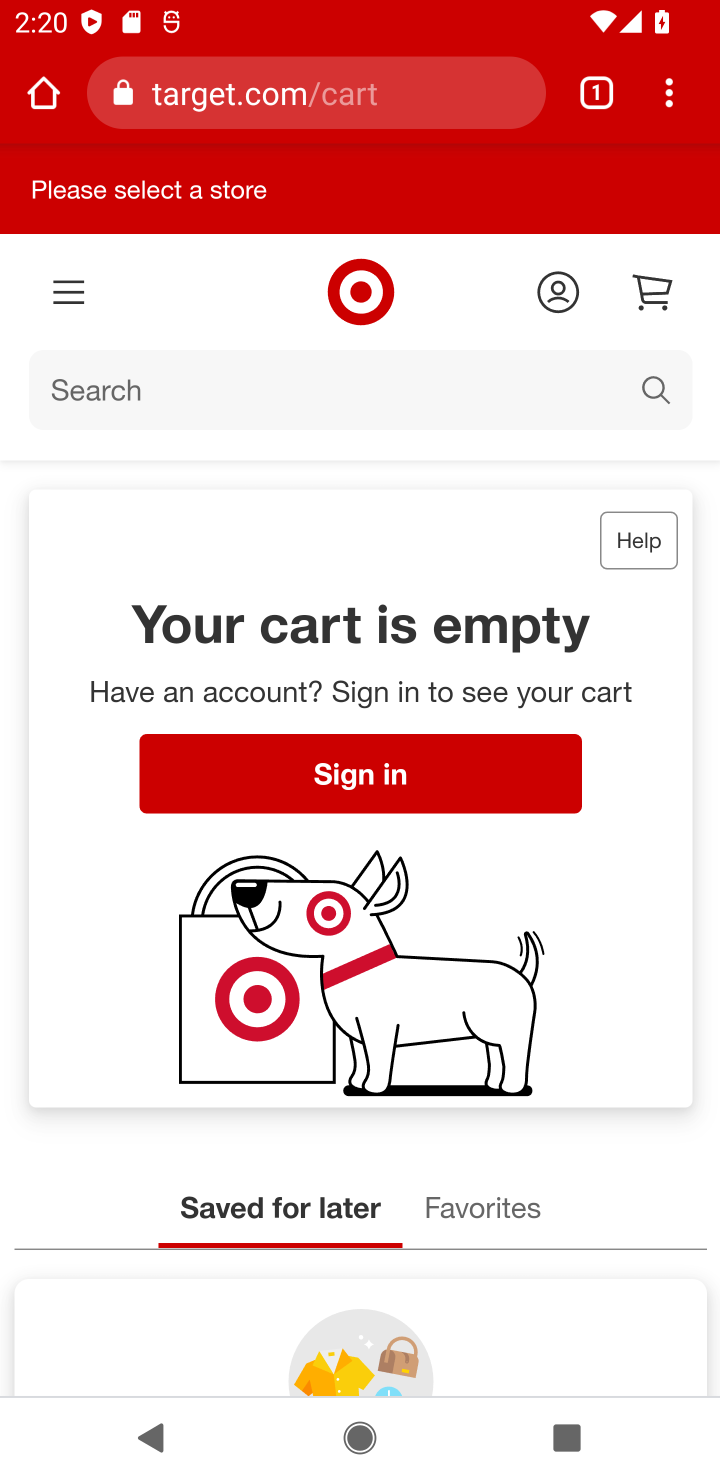 2:20
target.com/cart
1
Please select a store
Search
Help
Your cart is empty
Have an account? Sign in to see your cart
Sign in
Saved for later
Favorites